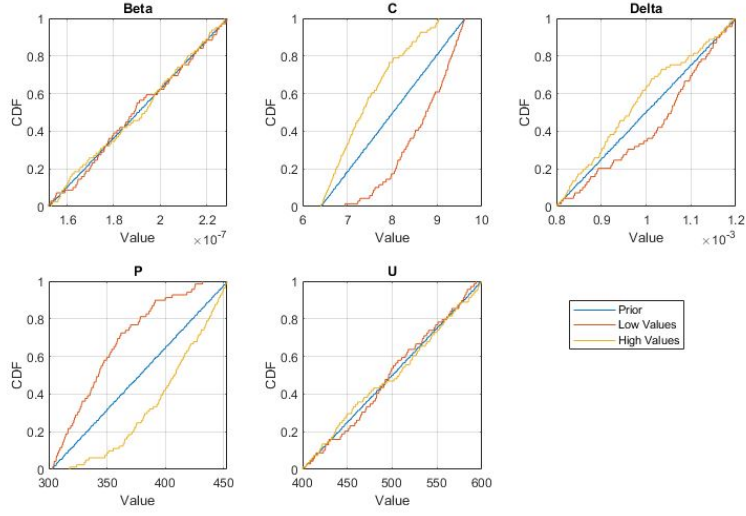 Beta
CDF
1
0.8
0.6
0.4
0.2
0
1.6 1.8 2 2.2
Value
×10⁻⁷
C
CDF
1
0.8
0.6
0.4
0.2
0
6 7 8 9 10
Value
Delta
CDF
1
0.8
0.6
0.4
0.2
0
0.8 0.9 1 1.1 1.2
Value
×10⁻³
P
CDF
1
0.8
0.6
0.4
0.2
0
300 350 400 450
Value
U
CDF
1
0.8
0.6
0.4
0.2
0
400 450 500 550 600
Value
Prior
Low Values
High Values